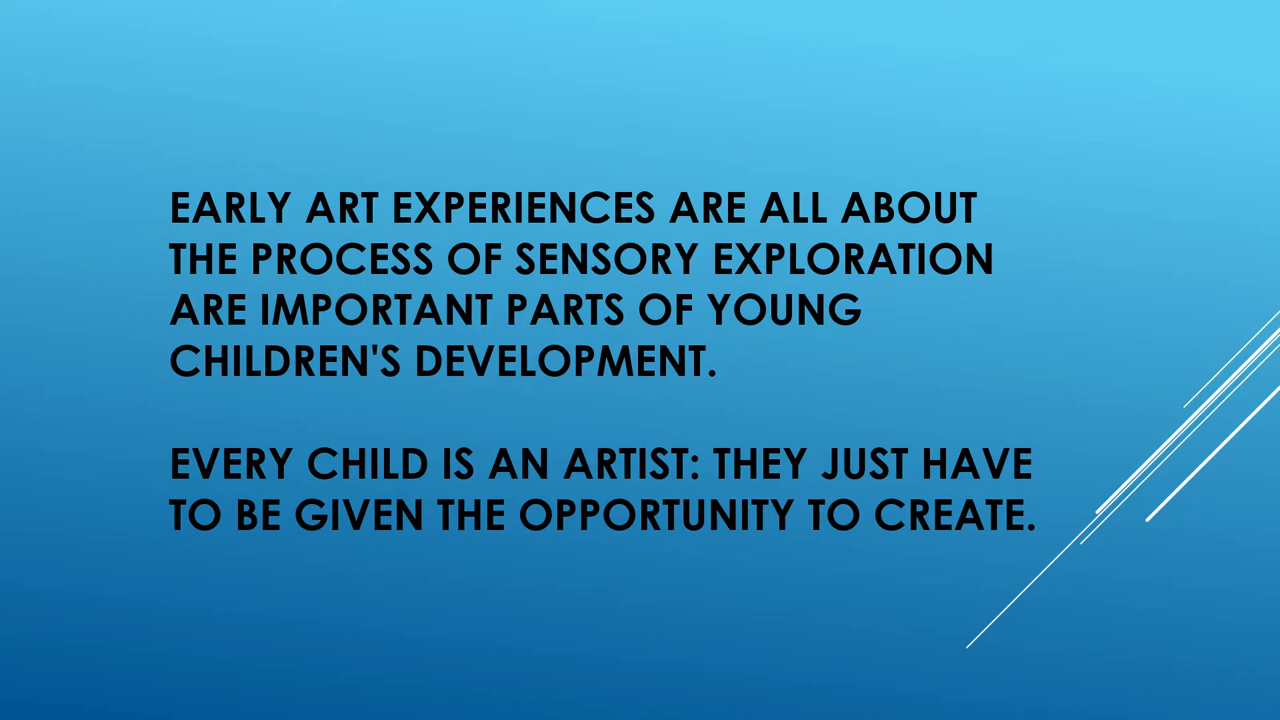 EARLY ART EXPERIENCES ARE ALL ABOUT
THE PROCESS OF SENSORY EXPLORATION
ARE IMPORTANT PARTS OF YOUNG
CHILDREN'S DEVELOPMENT.
EVERY CHILD IS AN ARTIST: THEY JUST HAVE
TO BE GIVEN THE OPPORTUNITY TO CREATE.